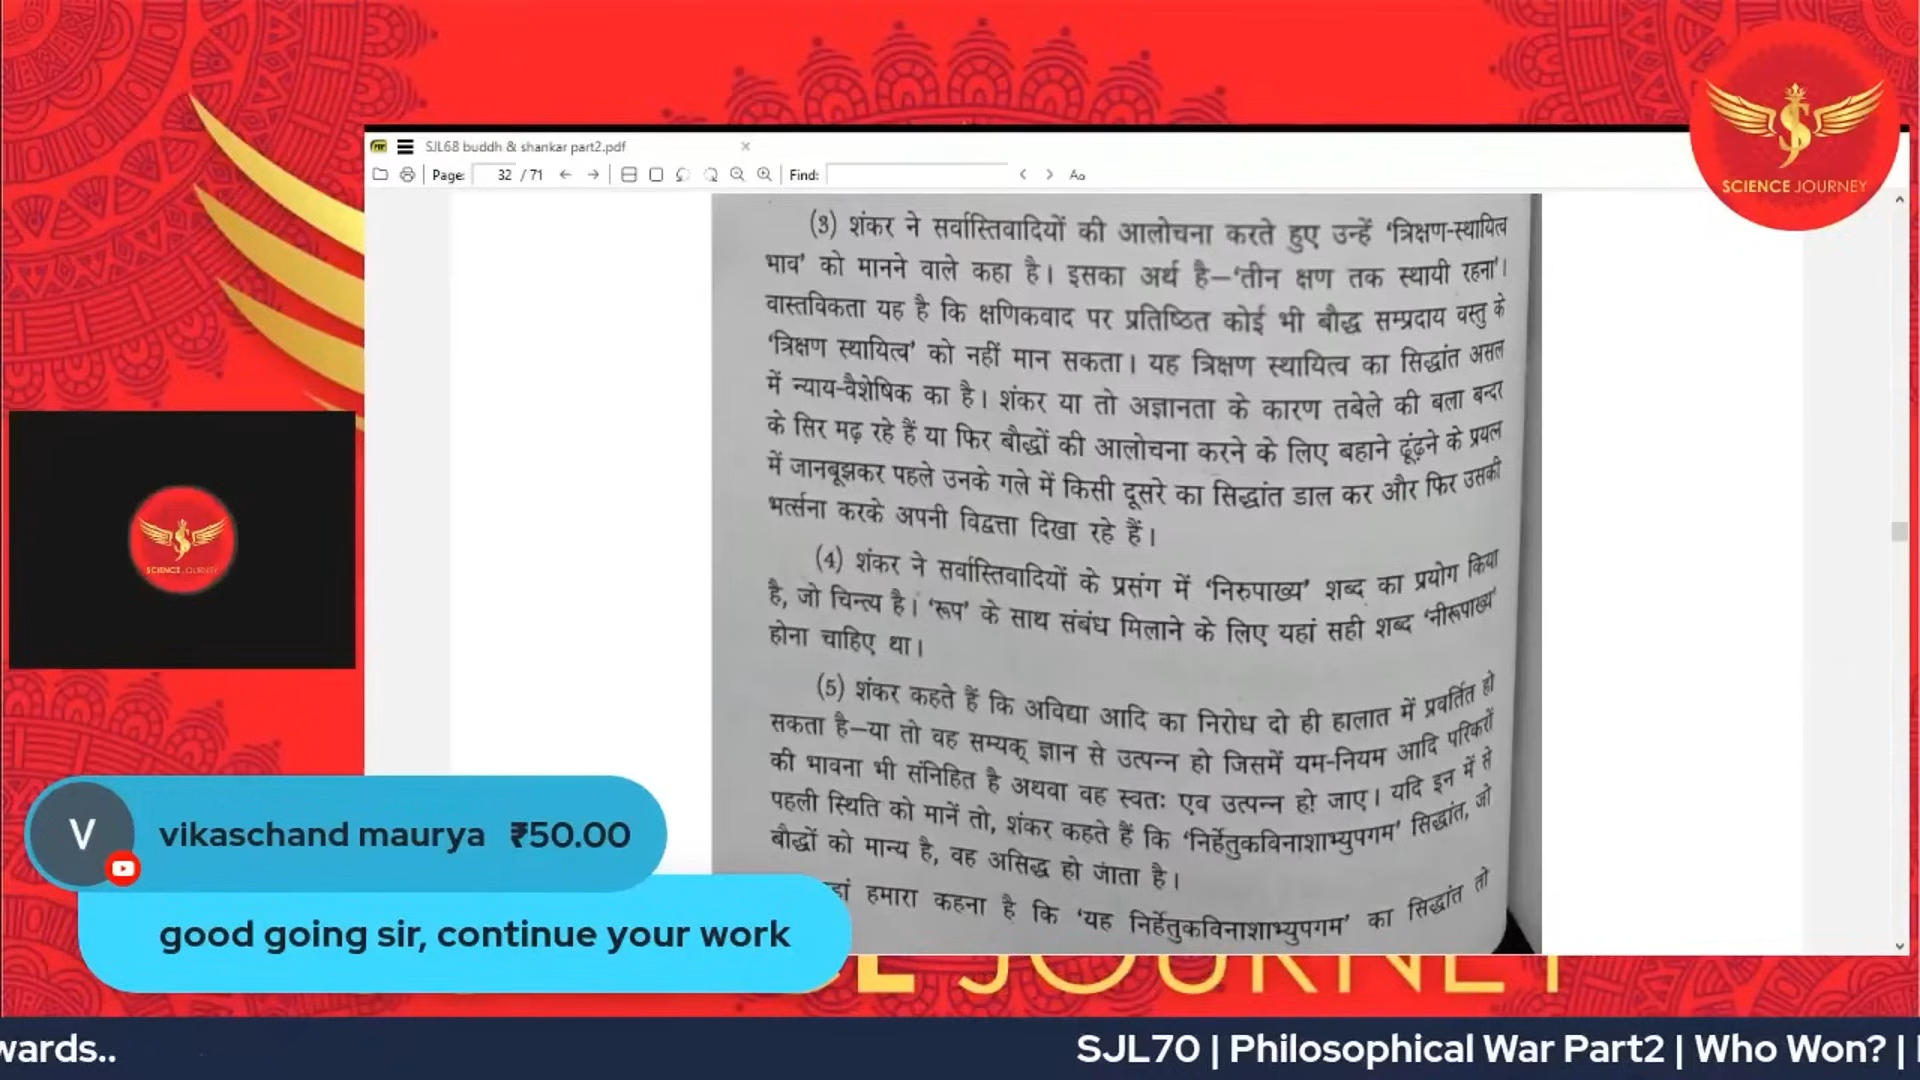 SCIENCE JOURNEY
SJL68 buddh & shankar part2.pdf
Page: 32 / 71 Find: Aa
(3) शंकर ने सर्वास्तिवादियों की आलोचना करते हुए उन्हें 'त्रिक्षण-स्थायित्व
भाव' को मानने वाले कहा है। इसका अर्थ है—'तीन क्षण तक स्थायी रहना'।
वास्तविकता यह है कि क्षणिकवाद पर प्रतिष्ठित कोई भी बौद्ध सम्प्रदाय वस्तु के
'त्रिक्षण स्थायित्व' को नहीं मान सकता। यह त्रिक्षण स्थायित्व का सिद्धांत असल
में न्याय-वैशेषिक का है। शंकर या तो अज्ञानता के कारण तबेले की बला बन्दर
के सिर मढ़ रहे हैं या फिर बौद्धों की आलोचना करने के लिए बहाने ढूंढ़ने के प्रयत्न
में जानबूझकर पहले उनके गले में किसी दूसरे का सिद्धांत डाल कर और फिर उसकी
भर्त्सना करके अपनी विद्वत्ता दिखा रहे हैं।
(4) शंकर ने सर्वास्तिवादियों के प्रसंग में 'निरुपाख्य' शब्द का प्रयोग किया
है, जो चिन्त्य है। 'रूप' के साथ संबंध मिलाने के लिए यहां सही शब्द 'नीरूपाख्य'
होना चाहिए था।
(5) शंकर कहते हैं कि अविद्या आदि का निरोध दो ही हालात में प्रवर्तित हो
सकता है—या तो वह सम्यक् ज्ञान से उत्पन्न हो जिसमें यम-नियम आदि परिकरों
की भावना भी संनिहित है अथवा वह स्वतः एव उत्पन्न हो जाए। यदि इन में से
पहली स्थिति को मानें तो, शंकर कहते हैं कि 'निर्हेतुकविनाशाभ्युपगम' सिद्धांत, जो
बौद्धों को मान्य है, वह असिद्ध हो जाता है।
हमारा कहना है कि 'यह निर्हेतुकविनाशाभ्युपगम' का सिद्धांत तो
SCIENCE JOURNEY
V vikaschand maurya ₹50.00
good going sir, continue your work
JOURNEY
wards.. SJL70 | Philosophical War Part2 | Who Won? |